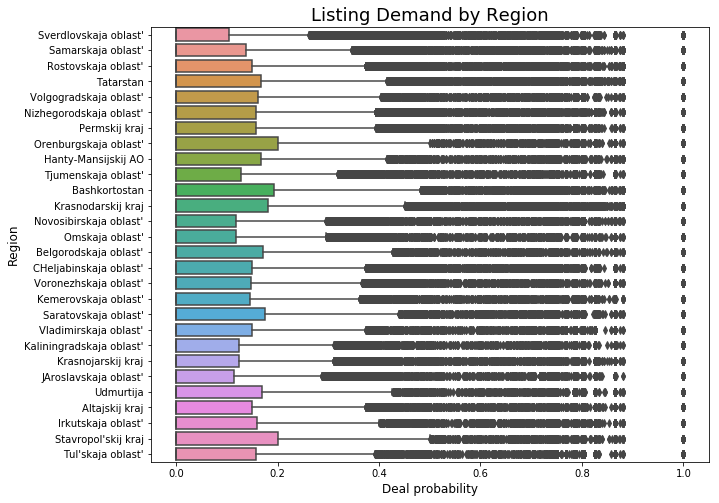 Listing Demand by Region
Sverdlovskaja oblast'
Samarskaja oblast'
Rostovskaja oblast'
Tatarstan
Volgogradskaja oblast'
Nizhegorodskaja oblast'
Permskij kraj
Orenburgskaja oblast'
Hanty-Mansijskij AO
Tjumenskaja oblast'
Bashkortostan
Krasnodarskij kraj
Novosibirskaja oblast'
Omskaja oblast'
Belgorodskaja oblast'
CHeljabinskaja oblast'
Voronezhskaja oblast'
Kemerovskaja oblast'
Saratovskaja oblast'
Vladimirskaja oblast'
Kaliningradskaja oblast'
Krasnojarskij kraj
JAroslavskaja oblast'
Udmurtija
Altajskij kraj
Irkutskaja oblast'
Stavropol'skij kraj
Tul'skaja oblast'
Region
0.0 0.2 0.4 0.6 0.8 1.0
Deal probability